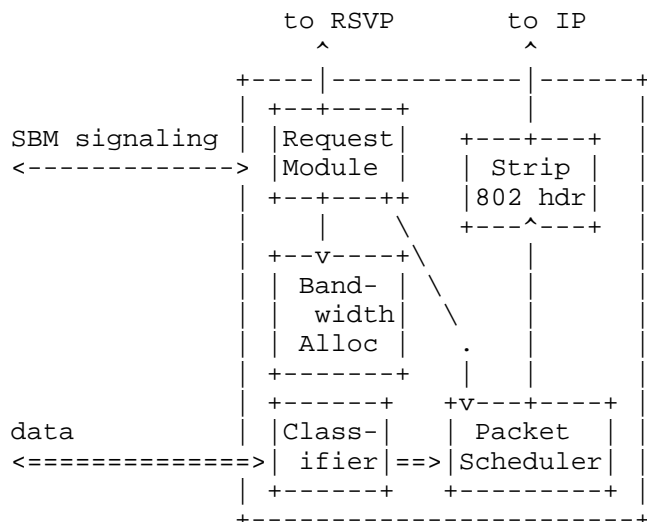 to RSVP to IP
Request
SBM signaling Module Strip
802 hdr
Band-
width
Alloc
data Class- Packet
ifier Scheduler